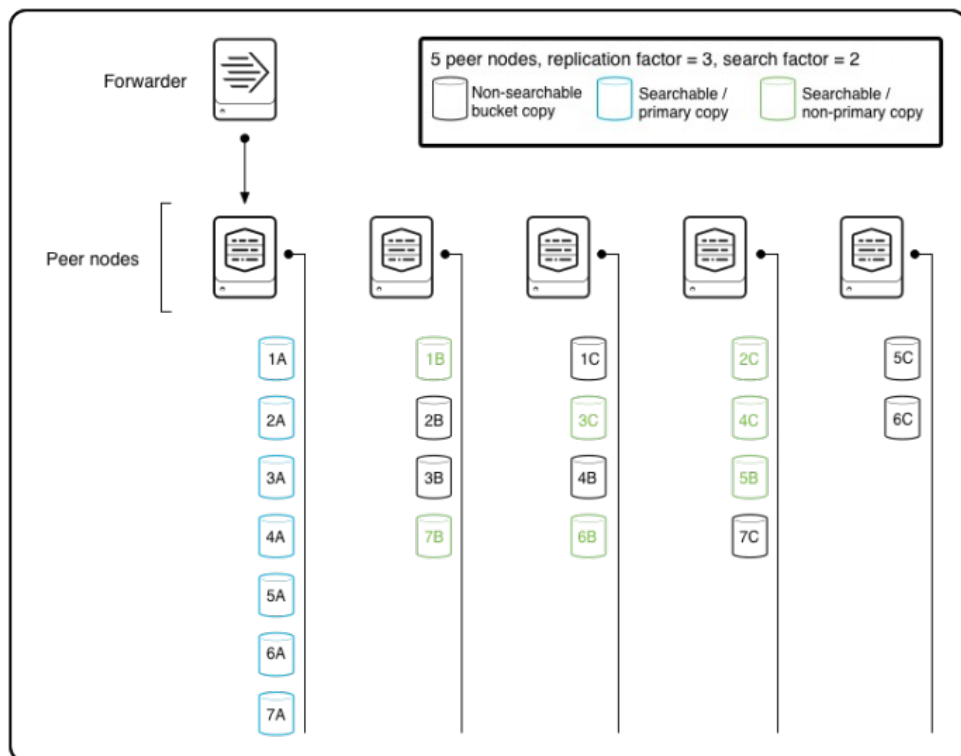 Forwarder
5 peer nodes, replication factor = 3, search factor = 2
Non-searchable
bucket copy
Searchable /
primary copy
Searchable /
non-primary copy
Peer nodes
1A 1B 1C 2C 5C
2A 2B 3C 4C 6C
3A 3B 4B 5B
4A 7B 6B 7C
5A
6A
7A